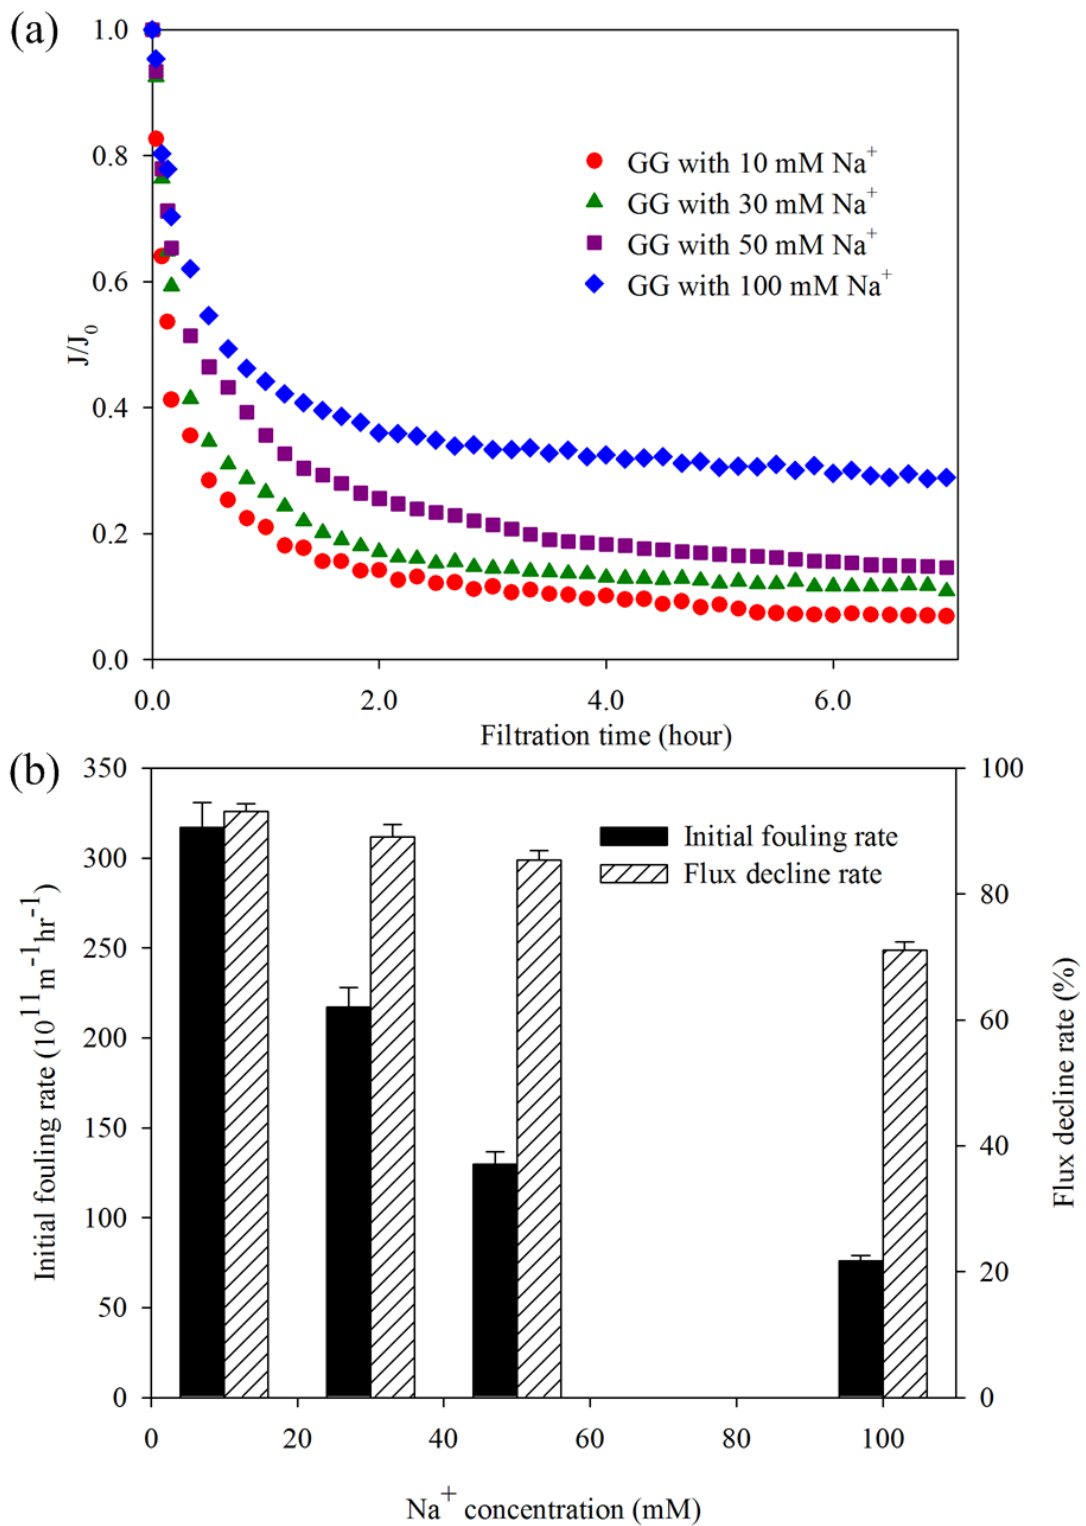 (a)
1.0
0.8
0.6
0.4
0.2
0.0
J/J₀
GG with 10 mM Na⁺
GG with 30 mM Na⁺
GG with 50 mM Na⁺
GG with 100 mM Na⁺
0.0 2.0 4.0 6.0
Filtration time (hour)
(b)
350
300
250
200
150
100
50
0
Initial fouling rate (10¹¹m⁻¹hr⁻¹)
Initial fouling rate
Flux decline rate
100
80
60
40
20
0
Flux decline rate (%)
0 20 40 60 80 100
Na⁺ concentration (mM)